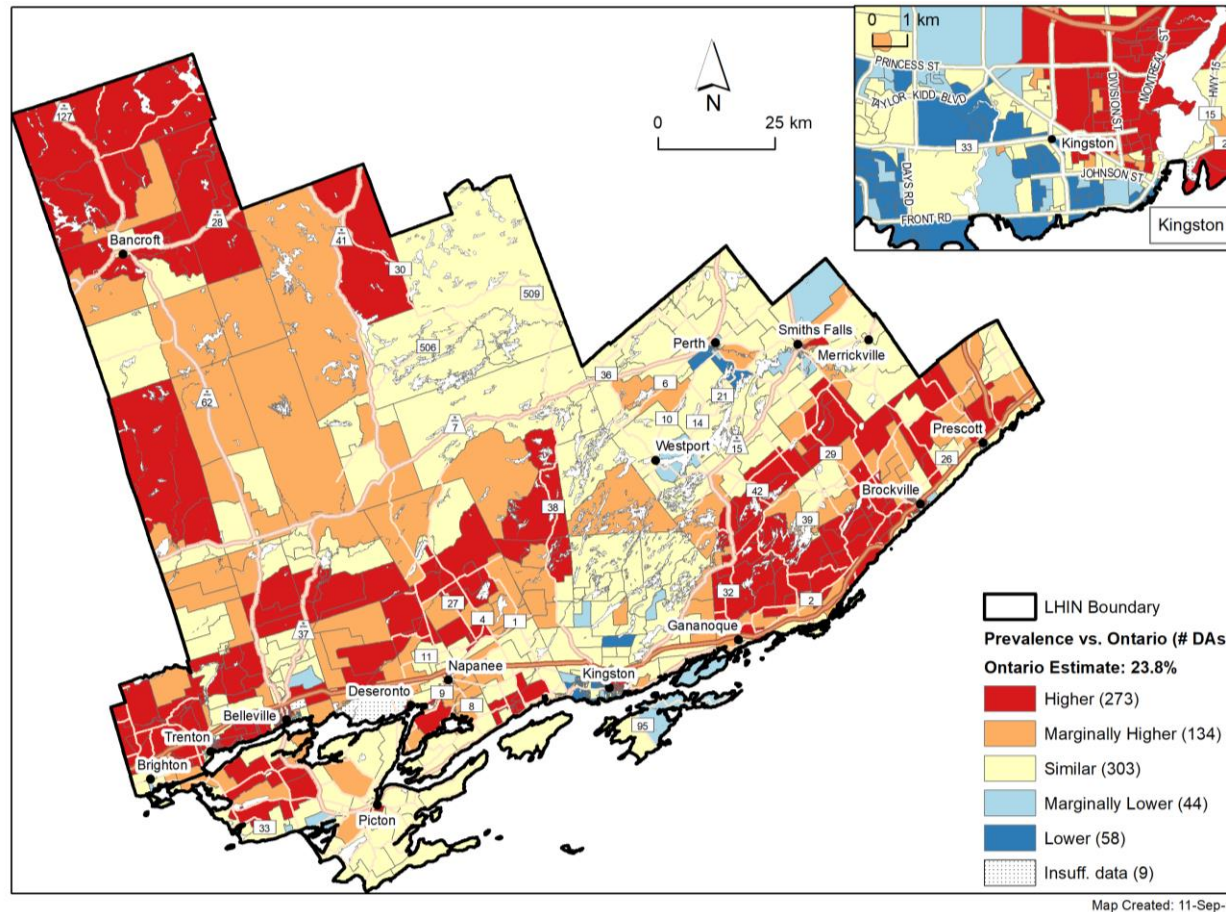 0 1 km
PRINCESS ST
TAYLOR KIDD BLVD
DIVISION ST
MONTREAL ST
HWY 15
15
2
33
Kingston
DAYS RD
JOHNSON ST
FRONT RD
Kingston
N
0 25 km
127
28
Bancroft
41
30
509
506
62
Perth
Smiths Falls
Merrickville
36
6
21
7
10
14
Westport
15
29
Prescott
26
Brockville
42
38
39
27
4
1
32
2
Gananoque
37
11
Napanee
Kingston
Deseronto
9
8
Belleville
95
Trenton
Brighton
33
Picton
LHIN Boundary
Prevalence vs. Ontario (# DAs
Ontario Estimate: 23.8%
Higher (273)
Marginally Higher (134)
Similar (303)
Marginally Lower (44)
Lower (58)
Insuff. data (9)
Map Created: 11-Sep-